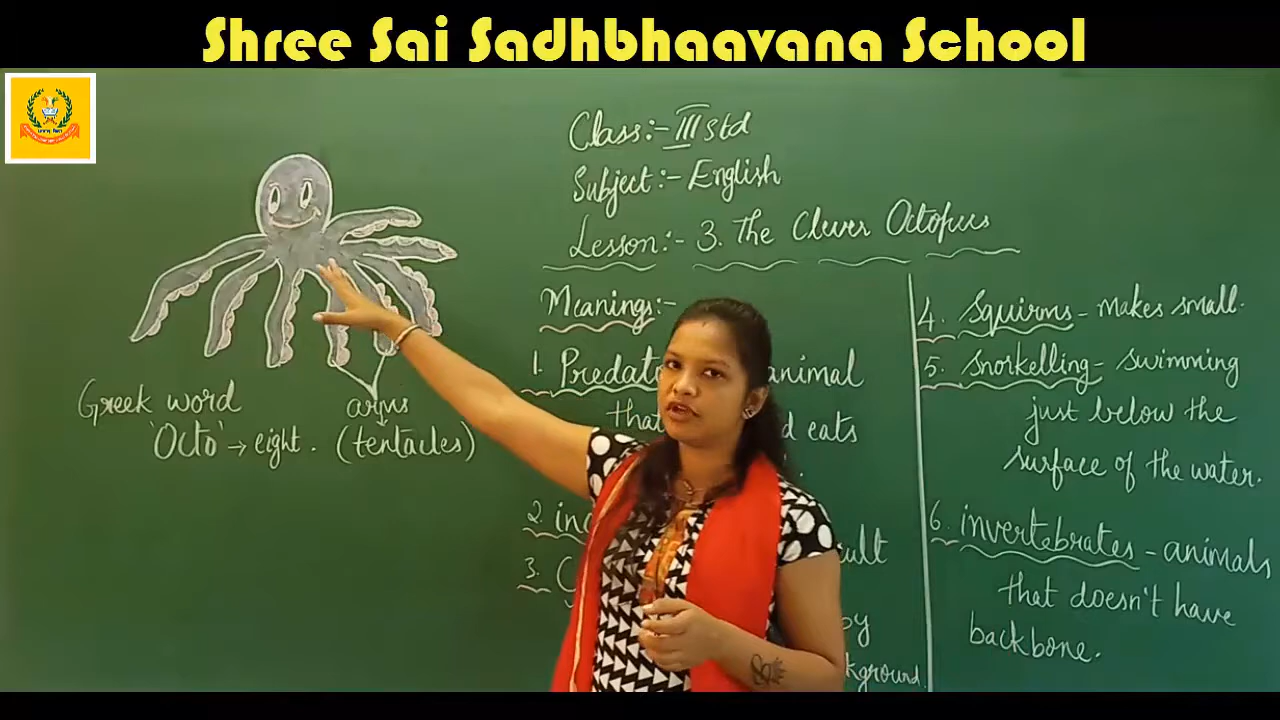 Shree Sai Sadhbhaavana School
Class:- III Std
Subject:- English
Lesson:- 3. The Clever Octopus
Meanings:-
1. animal
eats
2.
3.
4. Squirms - makes small.
5. Snorkelling - swimming
just below the
surface of the water.
6. invertebrates - animals
that doesn't have
backbone.
Greek word
'Octo' → eight.
arms
(tentacles)